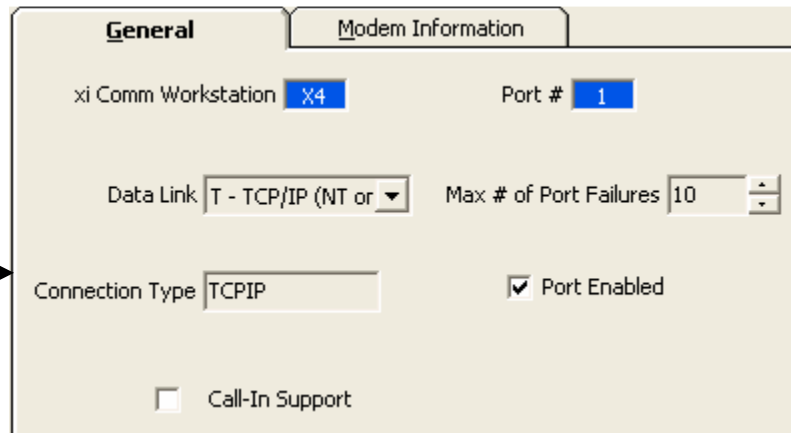 General Modem Information
xi Comm Workstation X4 Port # 1
Data Link T - TCP/IP (NT or Max # of Port Failures 10
Connection Type TCPIP Port Enabled
Call-In Support